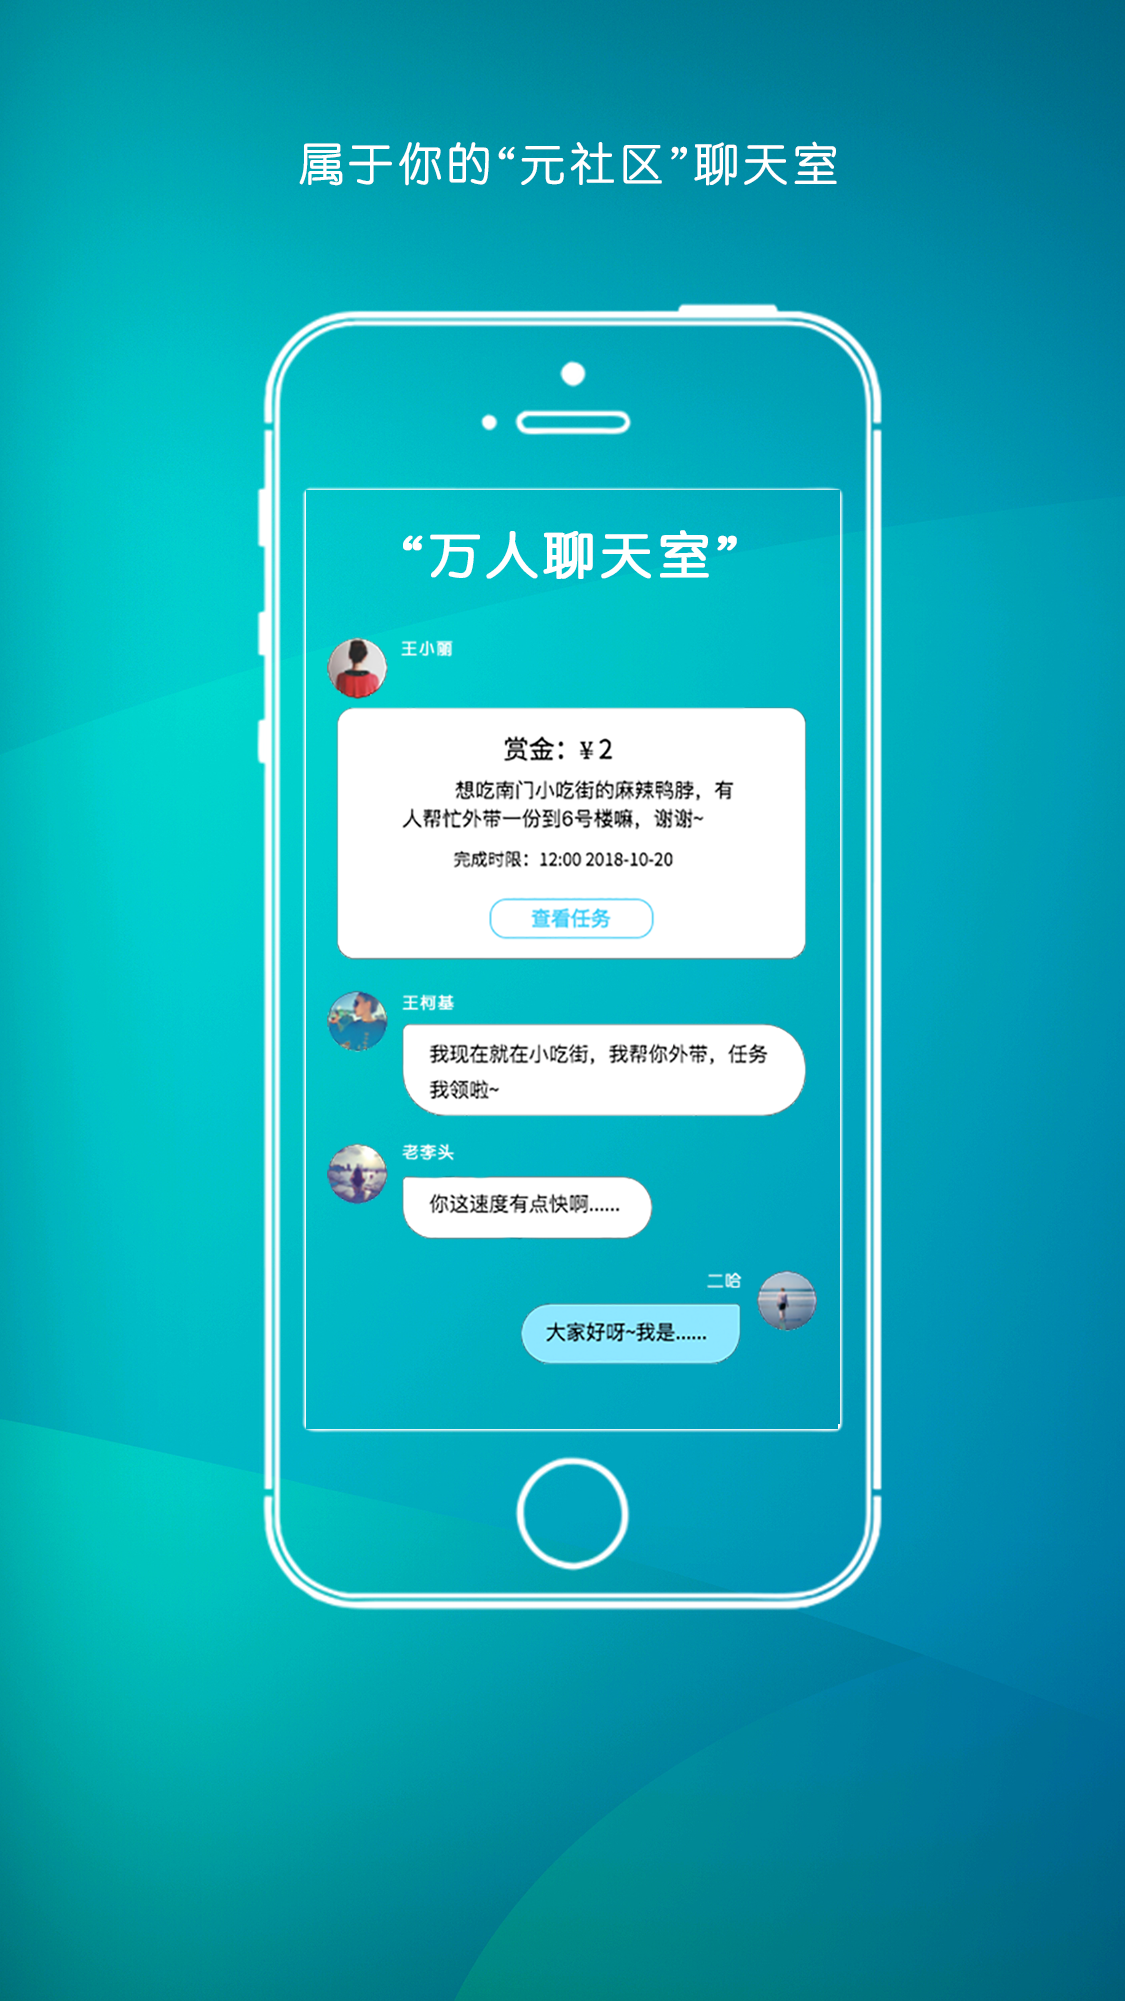 属于你的“元社区”聊天室
“万人聊天室”
王小丽
赏金：¥2
想吃南门小吃街的麻辣鸭脖，有
人帮忙外带一份到6号楼嘛，谢谢~
完成时限：12:00 2018-10-20
查看任务
王柯基
我现在就在小吃街，我帮你外带，任务
我领啦~
老李头
你这速度有点快啊......
二哈
大家好呀~我是......